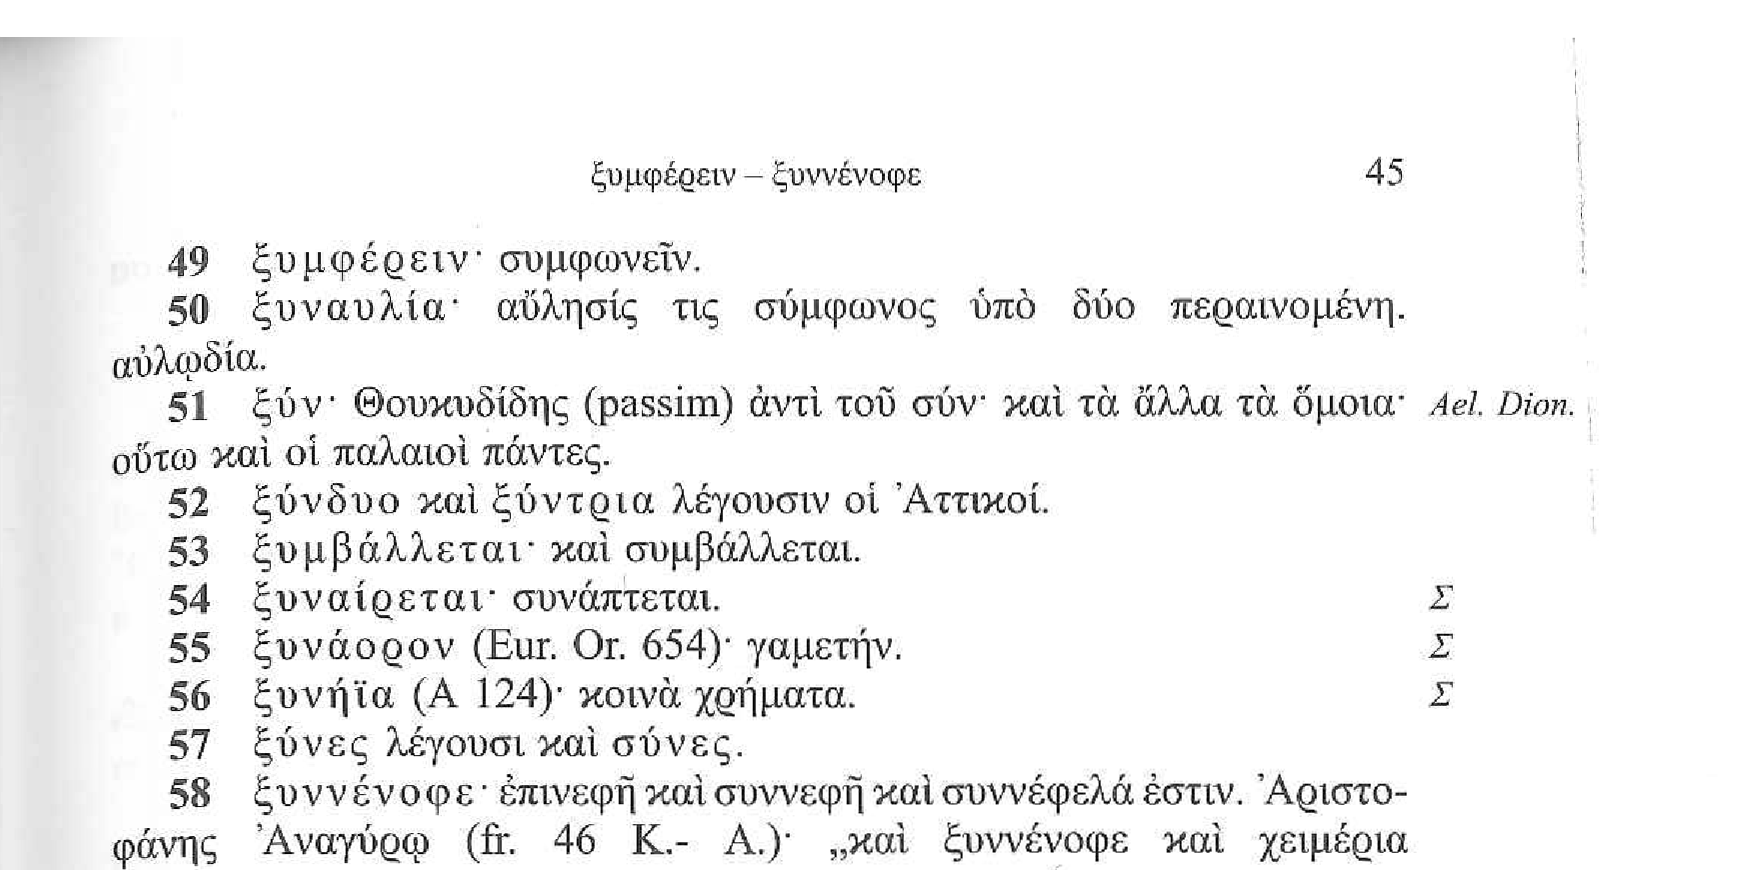 ξυμφέρειν – ξυννένοφε 45
49 ξυμφέρειν· συμφωνεῖν.
50 ξυναυλία· αὔλησίς τις σύμφωνος ὑπὸ δύο περαινομένη.
αὐλῳδία.
51 ξύν· Θουκυδίδης (passim) ἀντὶ τοῦ σύν· καὶ τὰ ἄλλα τὰ ὅμοια· Ael. Dion.
οὕτω καὶ οἱ παλαιοὶ πάντες.
52 ξύνδυο καὶ ξύντρια λέγουσιν οἱ Ἀττικοί.
53 ξυμβάλλεται· καὶ συμβάλλεται.
54 ξυναίρεται· συνάπτεται. Σ
55 ξυνάορον (Eur. Or. 654)· γαμετήν. Σ
56 ξυνήϊα (Α 124)· κοινὰ χρήματα. Σ
57 ξύνες λέγουσι καὶ σύνες.
58 ξυννένοφε· ἐπινεφῆ καὶ συννεφῆ καὶ συννέφελά ἐστιν. Ἀριστο-
φάνης Ἀναγύρῳ (fr. 46 K.- A.)· „καὶ ξυννένοφε καὶ χειμέρια